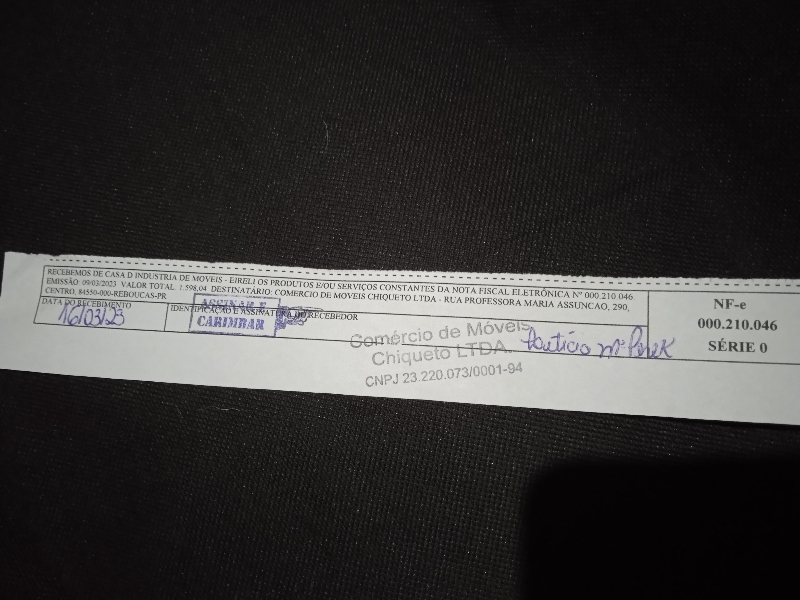 RECEBEMOS DE CASA D INDUSTRIA DE MOVEIS - EIRELI OS PRODUTOS E/OU SERVIÇOS CONSTANTES DA NOTA FISCAL ELETRÔNICA Nº 000.210.046
EMISSÃO: 09/03/2023 VALOR TOTAL: 1.598,04 DESTINATÁRIO: COMERCIO DE MOVEIS CHIQUETO LTDA - RUA PROFESSORA MARIA ASSUNCAO, 290,
CENTRO, 84550-000-REBOUCAS-PR
DATA DO RECEBIMENTO
16/03/23
IDENTIFICAÇÃO E ASSINATURA DO RECEBEDOR
ASSINAR E
CARIMBAR
Comércio de Móveis
Chiqueto LTDA.
CNPJ 23.220.073/0001-94
NF-e
000.210.046
SÉRIE 0